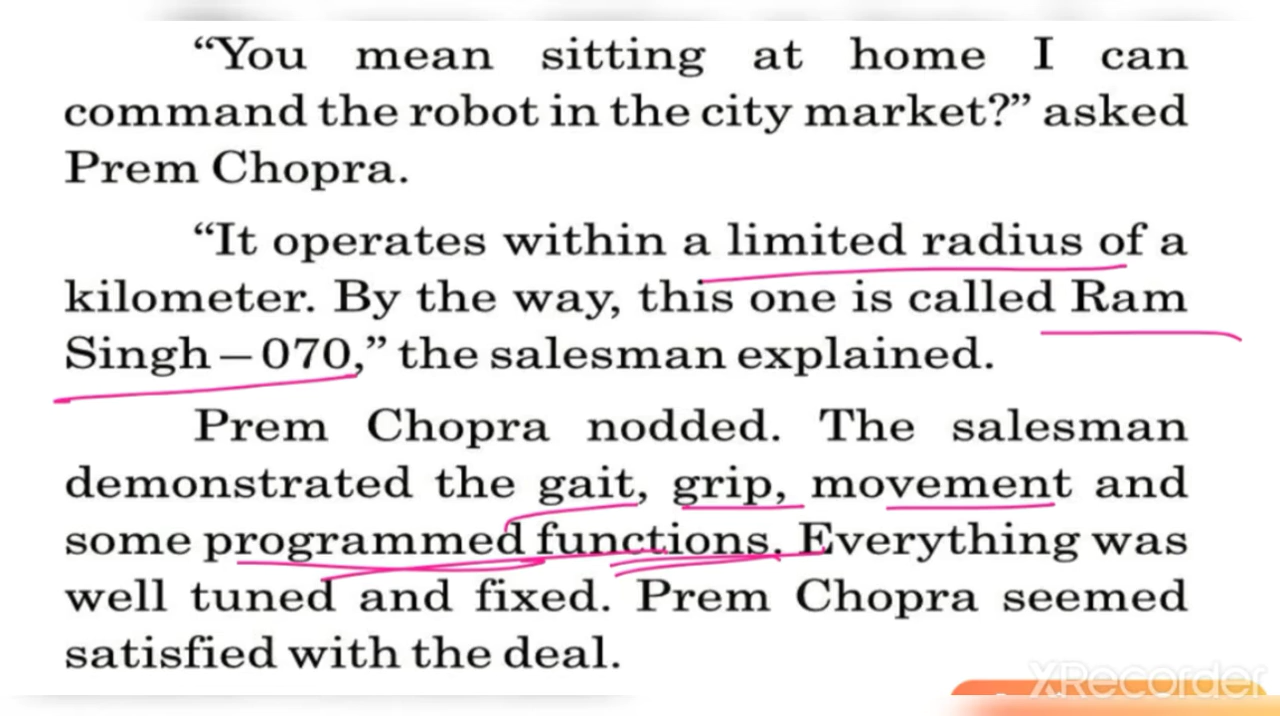 “You mean sitting at home I can
command the robot in the city market?” asked
Prem Chopra.
“It operates within a limited radius of a
kilometer. By the way, this one is called Ram
Singh – 070,” the salesman explained.
Prem Chopra nodded. The salesman
demonstrated the gait, grip, movement and
some programmed functions. Everything was
well tuned and fixed. Prem Chopra seemed
satisfied with the deal.
XRecorder